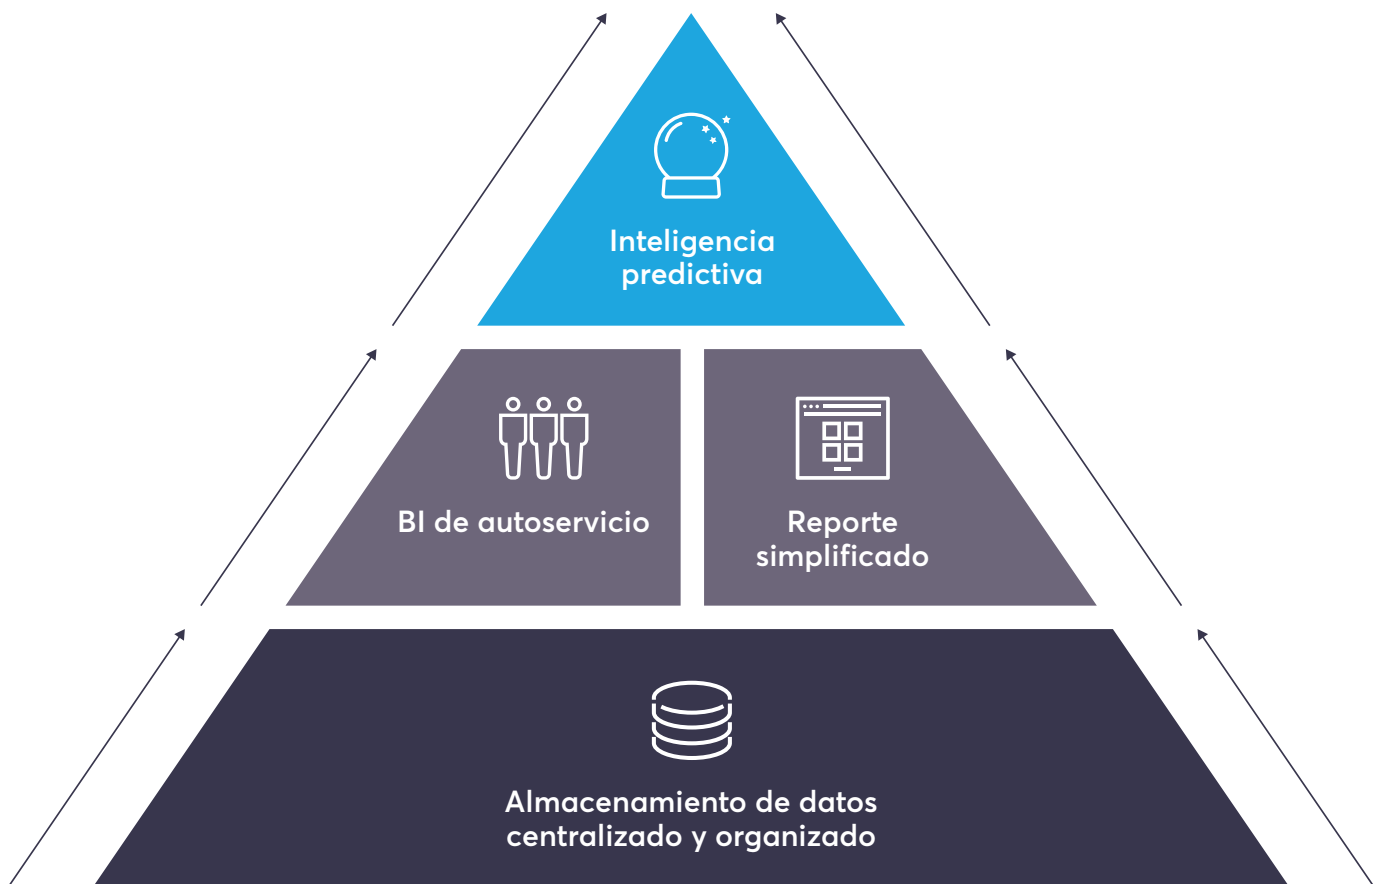 Inteligencia
predictiva
BI de autoservicio
Reporte
simplificado
Almacenamiento de datos
centralizado y organizado